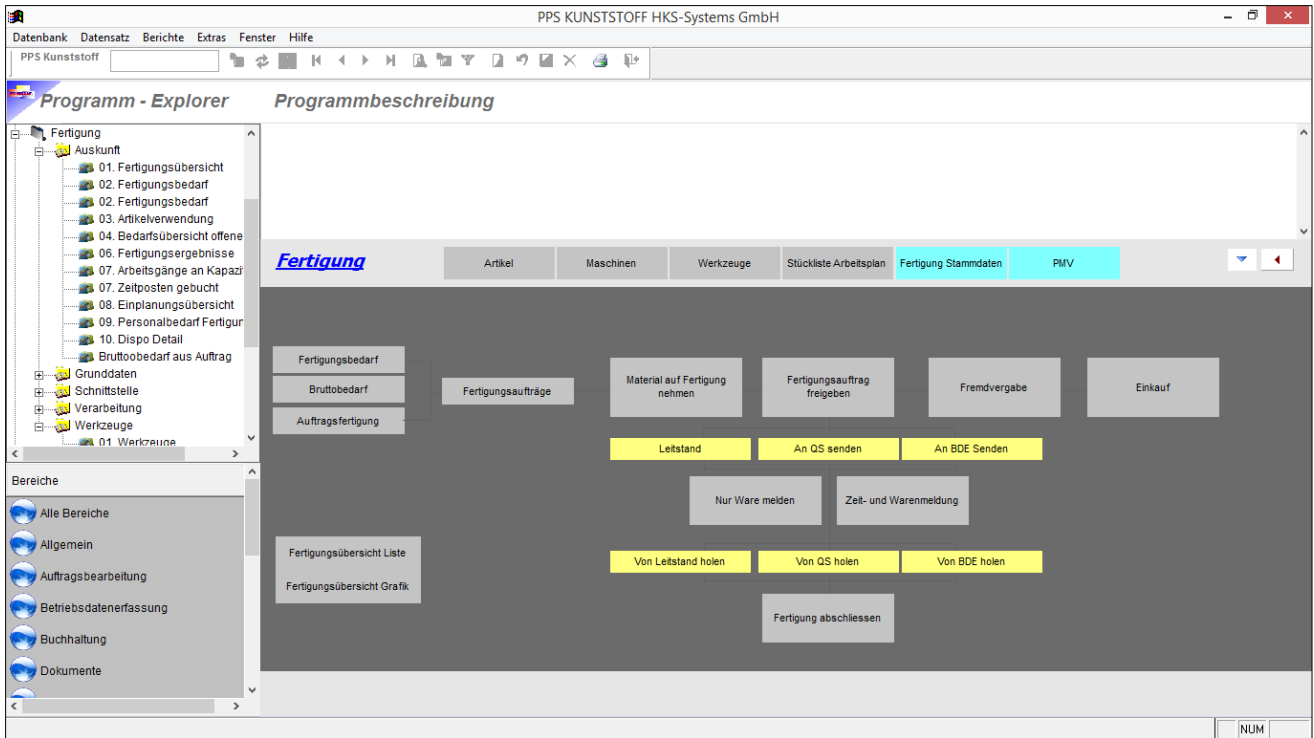 PPS KUNSTSTOFF HKS-Systems GmbH
Datenbank Datensatz Berichte Extras Fenster Hilfe
PPS Kunststoff
Programm - Explorer
Programmbeschreibung
Fertigung
Auskunft
01. Fertigungsübersicht
02. Fertigungsbedarf
02. Fertigungsbedarf
03. Artikelverwendung
04. Bedarfsübersicht offene
06. Fertigungsergebnisse
07. Arbeitsgänge an Kapazi
07. Zeitposten gebucht
08. Einplanungsübersicht
09. Personalbedarf Fertigun
10. Dispo Detail
Bruttoobedarf aus Auftrag
Grunddaten
Schnittstelle
Verarbeitung
Werkzeuge
01 Werkzeuge
Bereiche
Alle Bereiche
Allgemein
Auftragsbearbeitung
Betriebsdatenerfassung
Buchhaltung
Dokumente
Fertigung
Artikel
Maschinen
Werkzeuge
Stückliste Arbeitsplan
Fertigung Stammdaten
PMV
Fertigungsbedarf
Bruttobedarf
Auftragsfertigung
Fertigungsaufträge
Material auf Fertigung
nehmen
Fertigungsauftrag
freigeben
Fremdvergabe
Einkauf
Leitstand
An QS senden
An BDE Senden
Nur Ware melden
Zeit- und Warenmeldung
Fertigungsübersicht Liste
Fertigungsübersicht Grafik
Von Leitstand holen
Von QS holen
Von BDE holen
Fertigung abschliessen
NUM